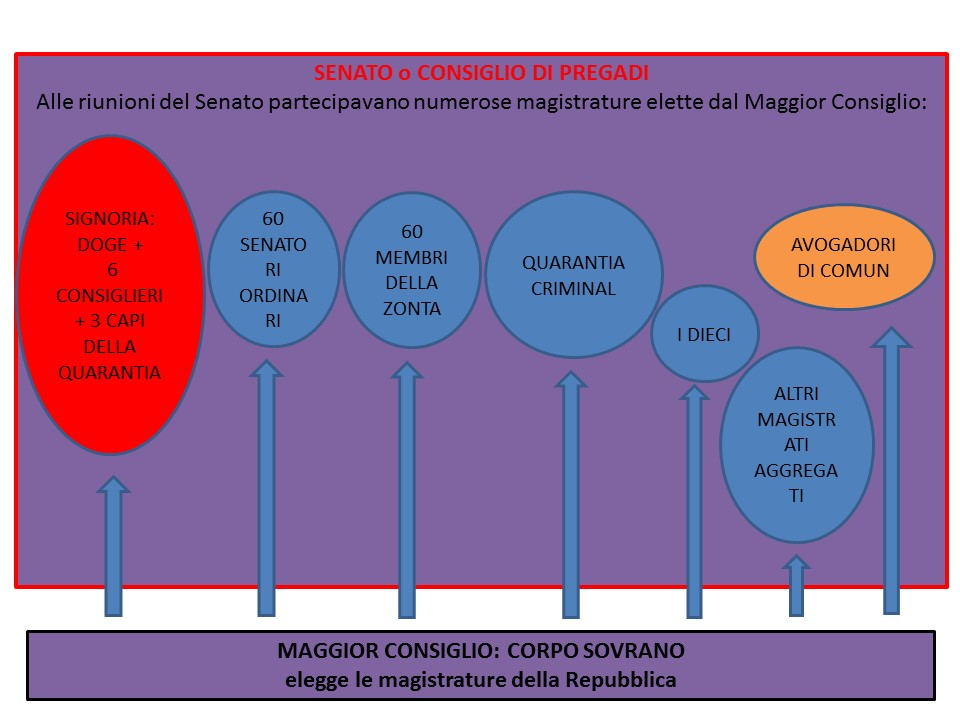 SENATO o CONSIGLIO DI PREGADI
Alle riunioni del Senato partecipavano numerose magistrature elette dal Maggior Consiglio:
SIGNORIA:
DOGE +
6
CONSIGLIERI
+ 3 CAPI
DELLA
QUARANTIA
60
SENATO
RI
ORDINA
RI
60
MEMBRI
DELLA
ZONTA
QUARANTIA
CRIMINAL
I DIECI
ALTRI
MAGISTR
ATI
AGGREGA
TI
AVOGADORI
DI COMUN
MAGGIOR CONSIGLIO: CORPO SOVRANO
elegge le magistrature della Repubblica